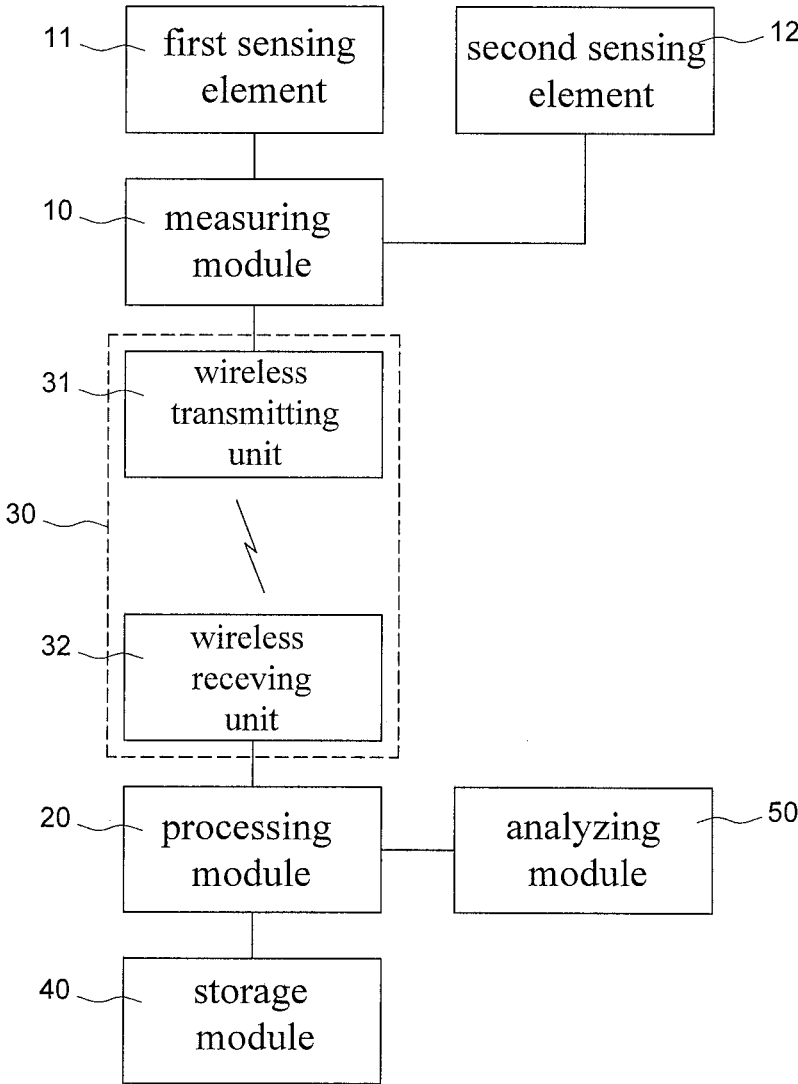 11
first sensing
element
second sensing
element
12
10
measuring
module
31
wireless
transmitting
unit
30
32
wireless
receving
unit
20
processing
module
analyzing
module
50
40
storage
module